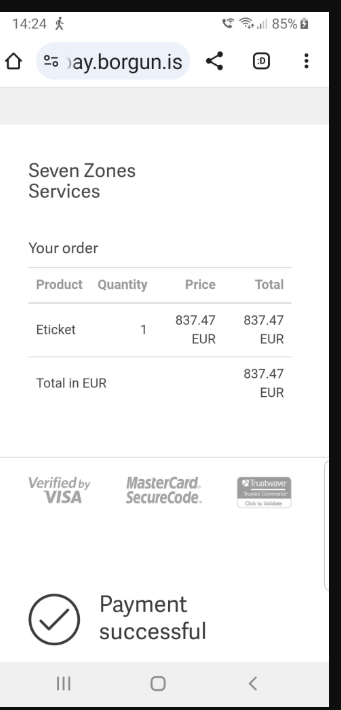 14:24 85%
:D
ay.borgun.is
Seven Zones
Services
Your order
Product Quantity Price Total
Eticket 1 837.47 EUR 837.47 EUR
Total in EUR 837.47 EUR
Verified by VISA
MasterCard. SecureCode.
Trustwave
Trusted Commerce
Click to Validate
Payment
successful